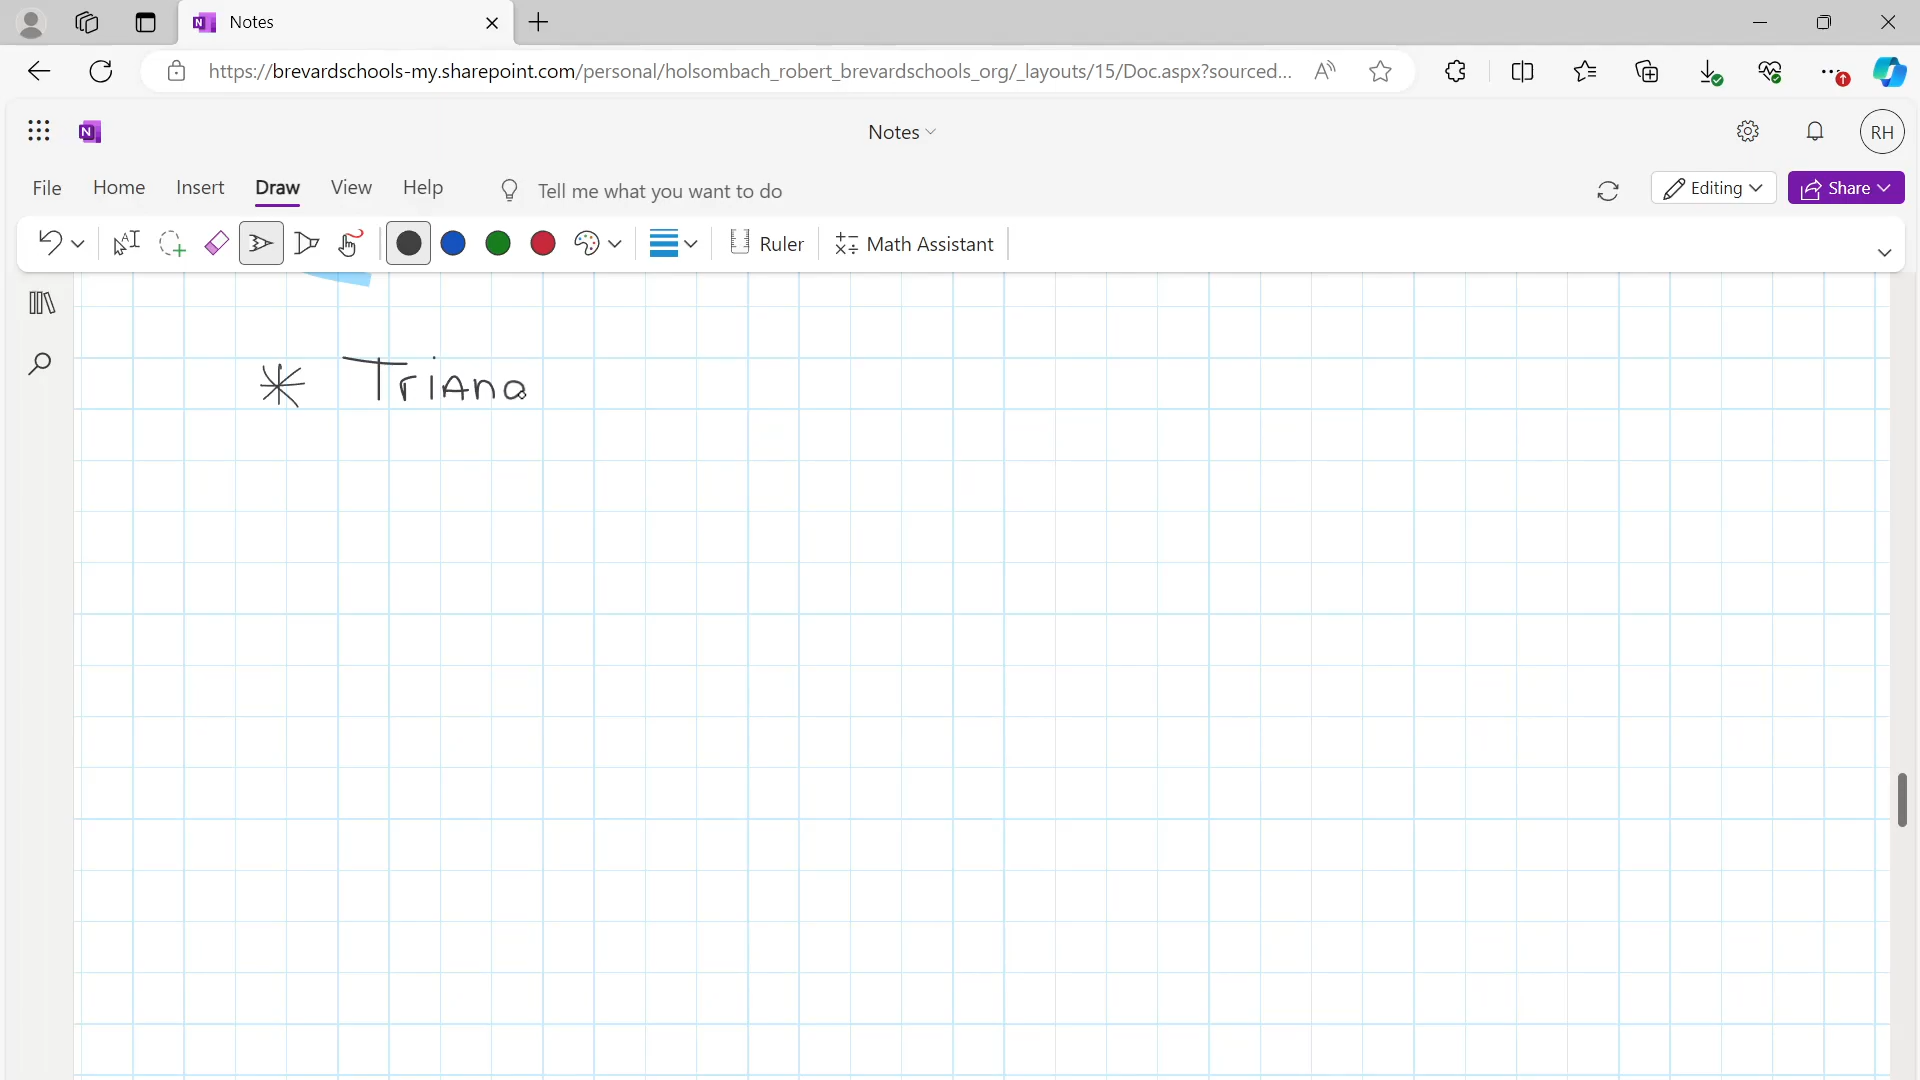 Notes
https://brevardschools-my.sharepoint.com/personal/holsombach_robert_brevardschools_org/_layouts/15/Doc.aspx?sourced...
Notes
RH
File Home Insert Draw View Help Tell me what you want to do Editing Share
Ruler Math Assistant
* Triana